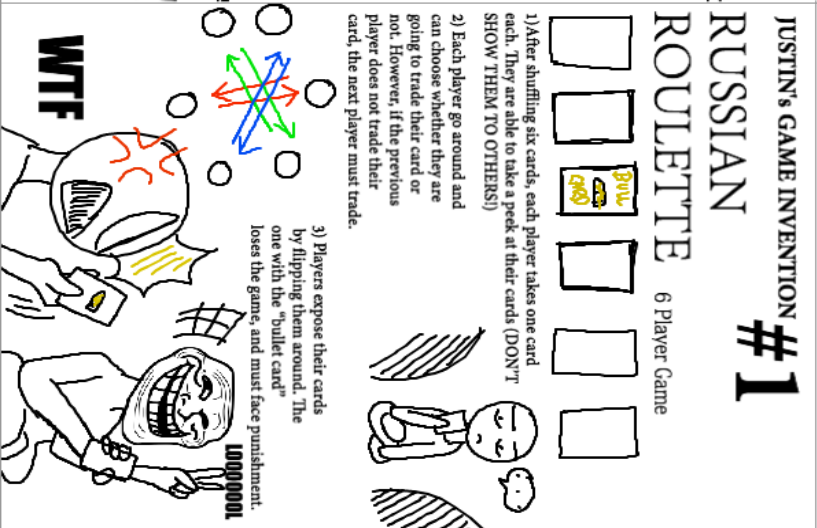 JUSTIN's GAME INVENTION
#1
RUSSIAN
ROULETTE
6 Player Game
BULL
CARD
1)After shuffling six cards, each player takes one card
each. They are able to take a peek at their cards (DON'T
SHOW THEM TO OTHERS!)
2) Each player go around and
can choose whether they are
going to trade their card or
not. However, if the previous
player does not trade their
card, the next player must trade.
3) Players expose their cards
by flipping them around. The
one with the "bullet card"
loses the game, and must face punishment.
WTF
LOOOOOOL